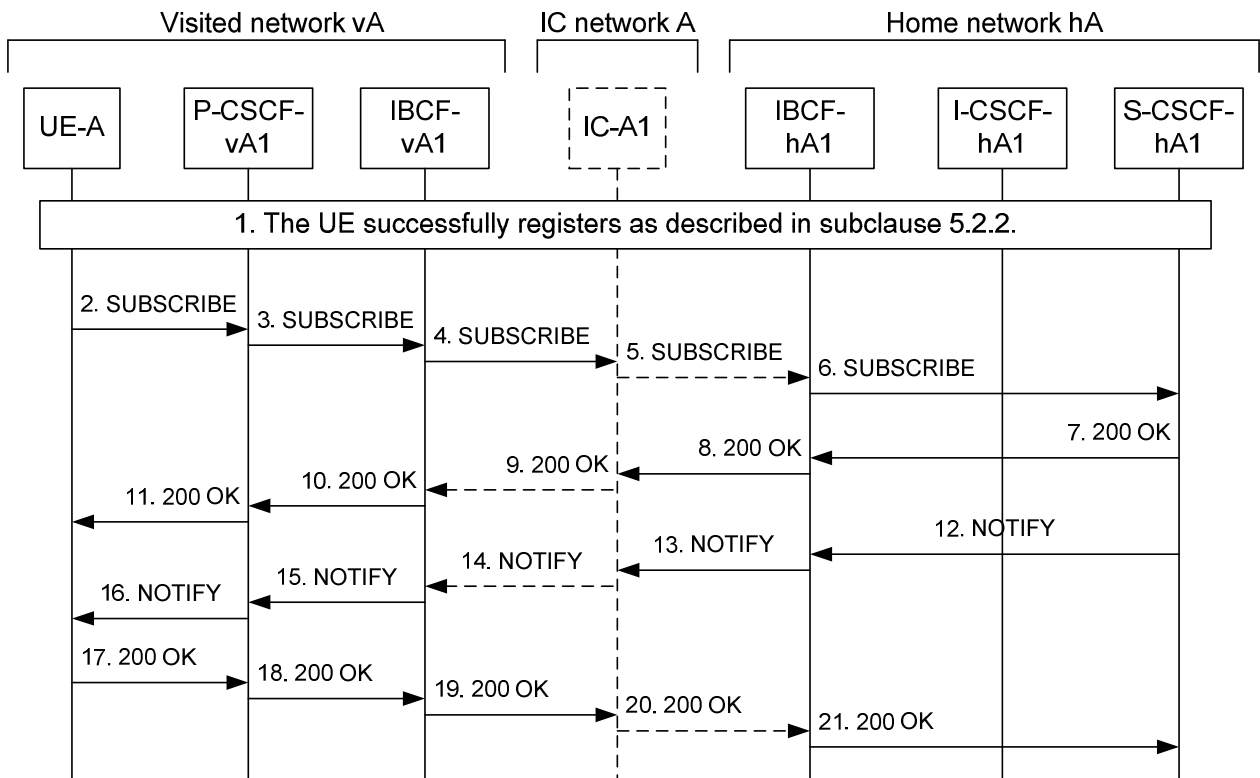 Visited network vA
IC network A
Home network hA
UE-A
P-CSCF-
vA1
IBCF-
vA1
IC-A1
IBCF-
hA1
I-CSCF-
hA1
S-CSCF-
hA1
1. The UE successfully registers as described in subclause 5.2.2.
2. SUBSCRIBE
3. SUBSCRIBE
4. SUBSCRIBE
5. SUBSCRIBE
6. SUBSCRIBE
7. 200 OK
8. 200 OK
9. 200 OK
10. 200 OK
11. 200 OK
12. NOTIFY
13. NOTIFY
14. NOTIFY
15. NOTIFY
16. NOTIFY
17. 200 OK
18. 200 OK
19. 200 OK
20. 200 OK
21. 200 OK